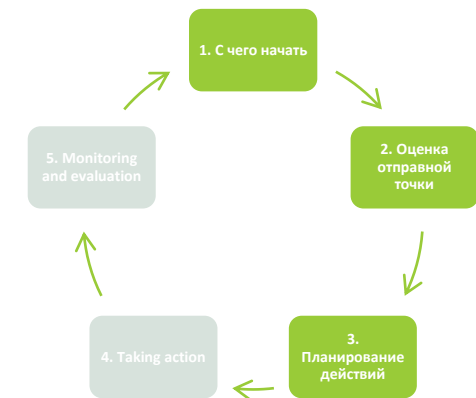 1. С чего начать
2. Оценка
отправной
точки
3.
Планирование
действий
4. Taking action
5. Monitoring
and evaluation